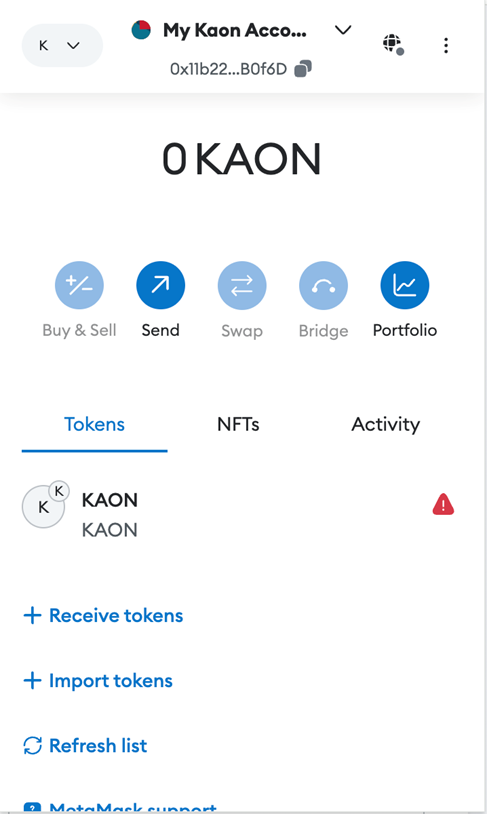 K
My Kaon Acco...
0x11b22...B0f6D
0 KAON
Buy & Sell
Send
Swap
Bridge
Portfolio
Tokens
NFTs
Activity
K
K
KAON
KAON
Receive tokens
Import tokens
Refresh list
MetaMask support